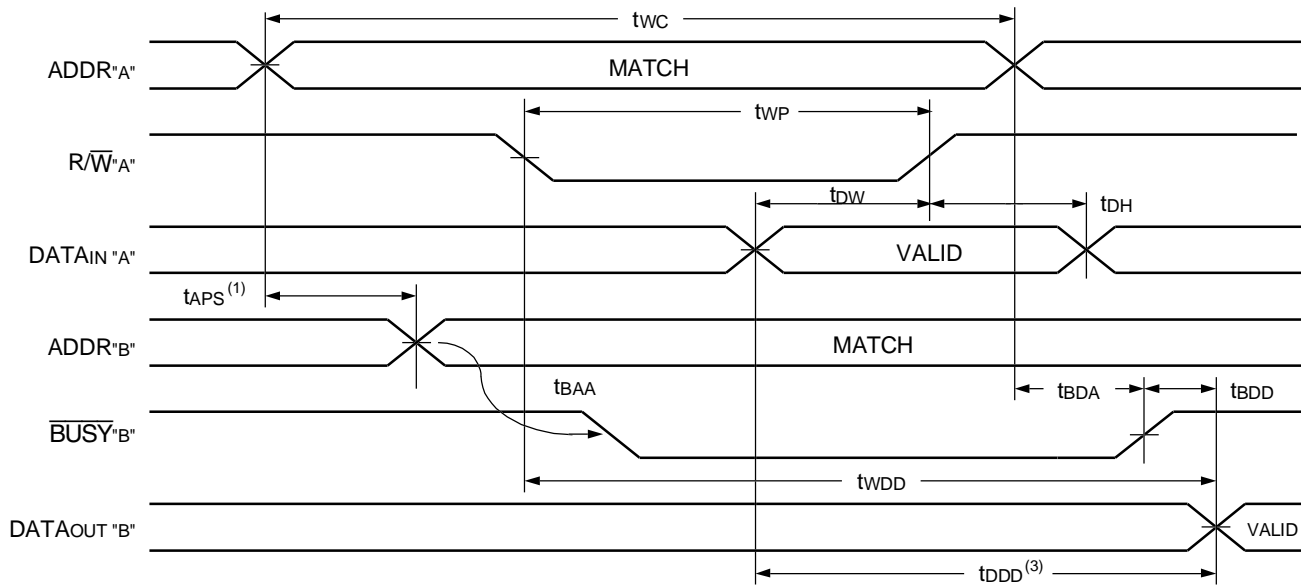 tWC
ADDR"A"
MATCH
tWP
R/W̅"A"
tDW
tDH
DATAIN "A"
VALID
tAPS (1)
ADDR"B"
MATCH
tBAA
tBDA
tBDD
B̅U̅S̅Y̅"B"
tWDD
DATAOUT "B"
VALID
tDDD (3)